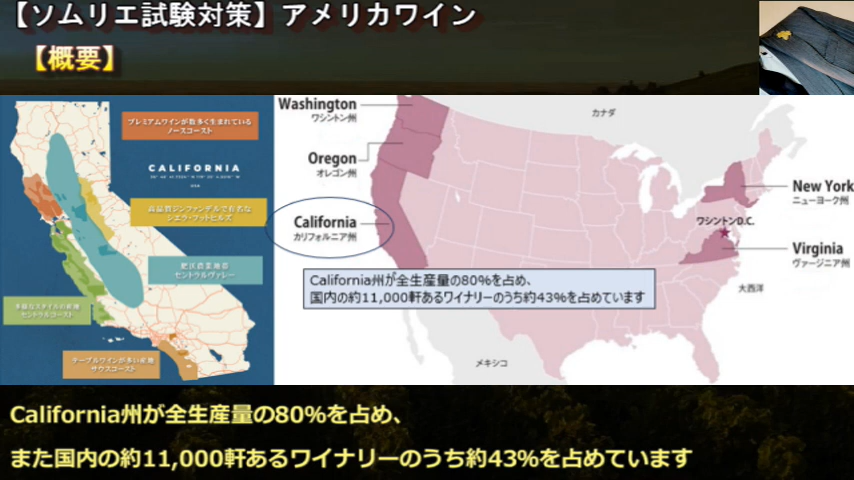 【ソムリエ試験対策】アメリカワイン
【概要】
プレミアムワインが数多く生まれている
ノースコースト
CALIFORNIA
USA
高品質ジンファンデルで有名な
シエラ・フットヒルズ
肥沃農業地帯
セントラルヴァレー
多様なスタイルの産地
セントラルコースト
テーブルワインが多い産地
サウスコースト
Washington
ワシントン州
Oregon
オレゴン州
California
カリフォルニア州
カナダ
New York
ニューヨーク州
ワシントンD.C.
Virginia
ヴァージニア州
大西洋
メキシコ
California州が全生産量の80%を占め、
国内の約11,000軒あるワイナリーのうち約43%を占めています
California州が全生産量の80%を占め、
また国内の約11,000軒あるワイナリーのうち約43%を占めています